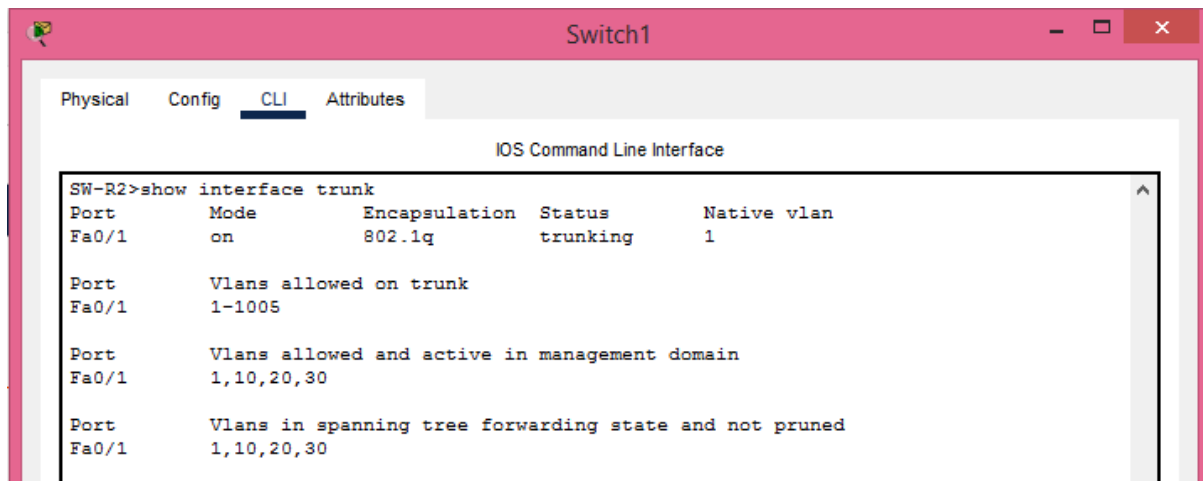 Switch1
Physical Config CLI Attributes
IOS Command Line Interface
SW-R2>show interface trunk
Port Mode Encapsulation Status Native vlan
Fa0/1 on 802.1q trunking 1
Port Vlans allowed on trunk
Fa0/1 1-1005
Port Vlans allowed and active in management domain
Fa0/1 1,10,20,30
Port Vlans in spanning tree forwarding state and not pruned
Fa0/1 1,10,20,30